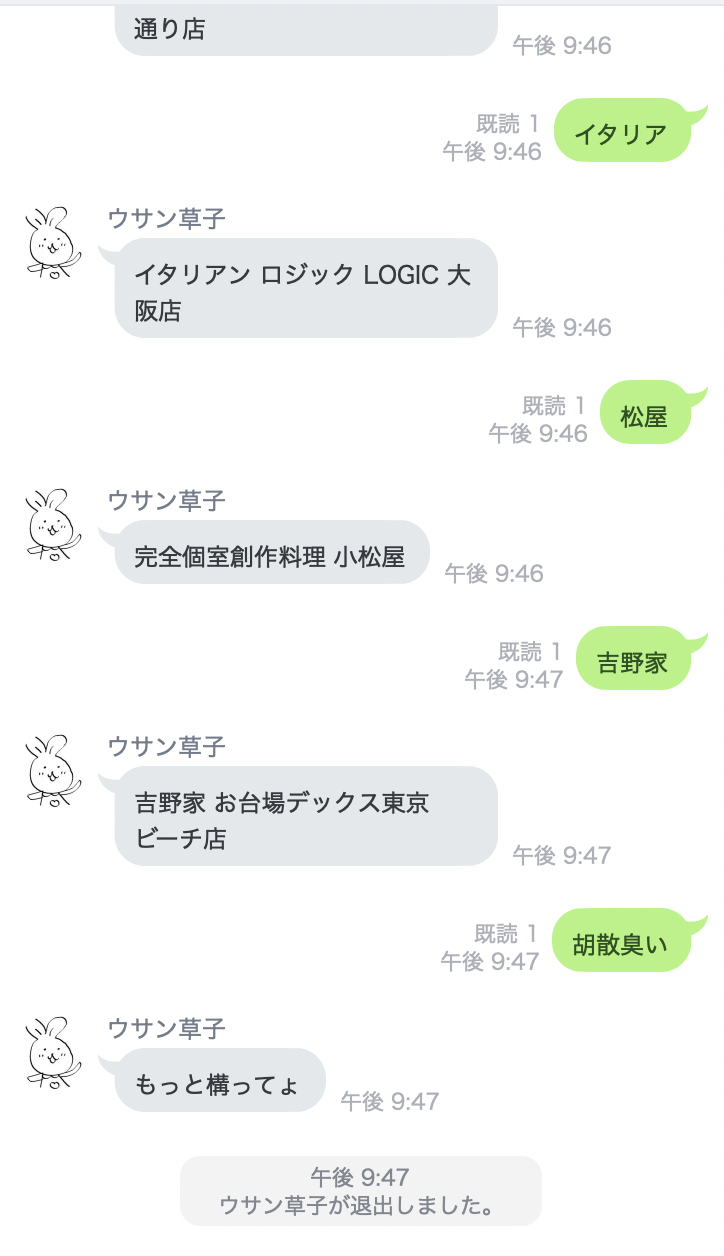 通り店
午後 9:46
既読 1
午後 9:46
イタリア
ウサン草子
イタリアン ロジック LOGIC 大
阪店
午後 9:46
既読 1
午後 9:46
松屋
ウサン草子
完全個室創作料理 小松屋
午後 9:46
既読 1
午後 9:47
吉野家
ウサン草子
吉野家 お台場デックス東京
ビーチ店
午後 9:47
既読 1
午後 9:47
胡散臭い
ウサン草子
もっと構ってょ
午後 9:47
午後 9:47
ウサン草子が退出しました。